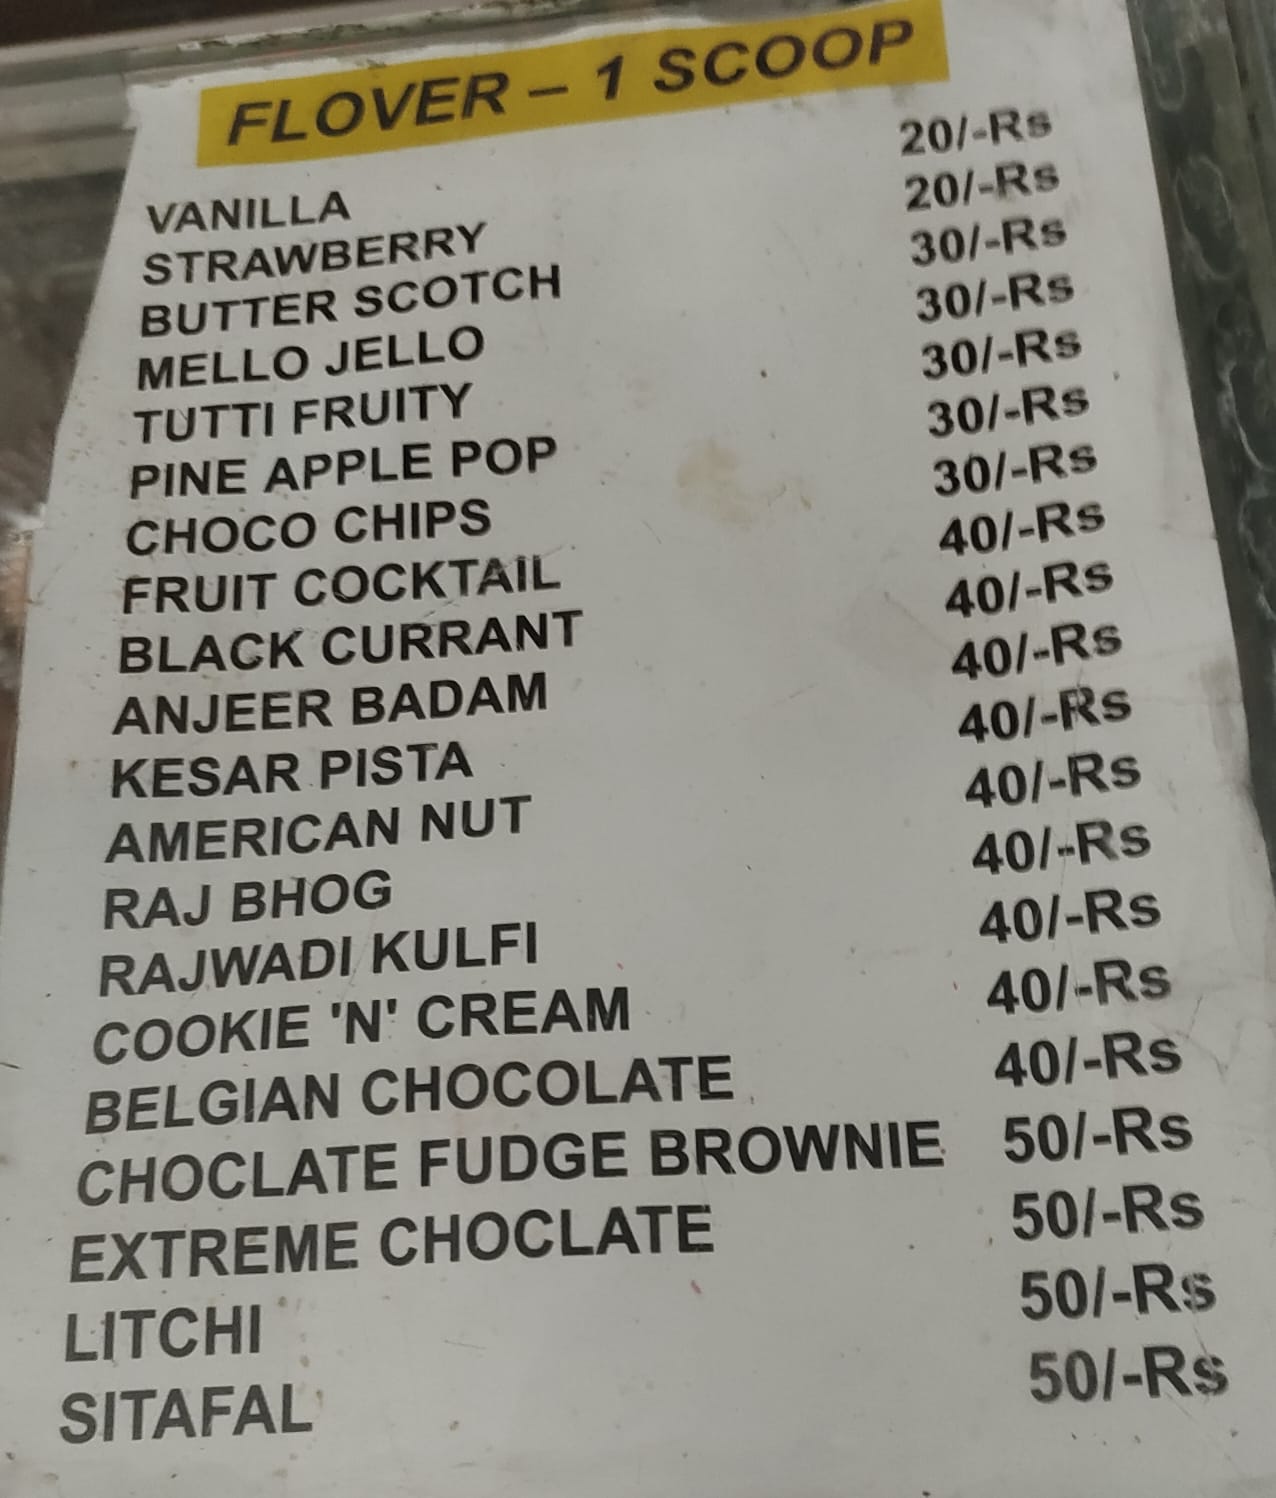 FLOVER – 1 SCOOP
VANILLA 20/-Rs
STRAWBERRY 20/-Rs
BUTTER SCOTCH 30/-Rs
MELLO JELLO 30/-Rs
TUTTI FRUITY 30/-Rs
PINE APPLE POP 30/-Rs
CHOCO CHIPS 30/-Rs
FRUIT COCKTAIL 40/-Rs
BLACK CURRANT 40/-Rs
ANJEER BADAM 40/-Rs
KESAR PISTA 40/-Rs
AMERICAN NUT 40/-Rs
RAJ BHOG 40/-Rs
RAJWADI KULFI 40/-Rs
COOKIE 'N' CREAM 40/-Rs
BELGIAN CHOCOLATE 40/-Rs
CHOCLATE FUDGE BROWNIE 50/-Rs
EXTREME CHOCLATE 50/-Rs
LITCHI 50/-Rs
SITAFAL 50/-Rs